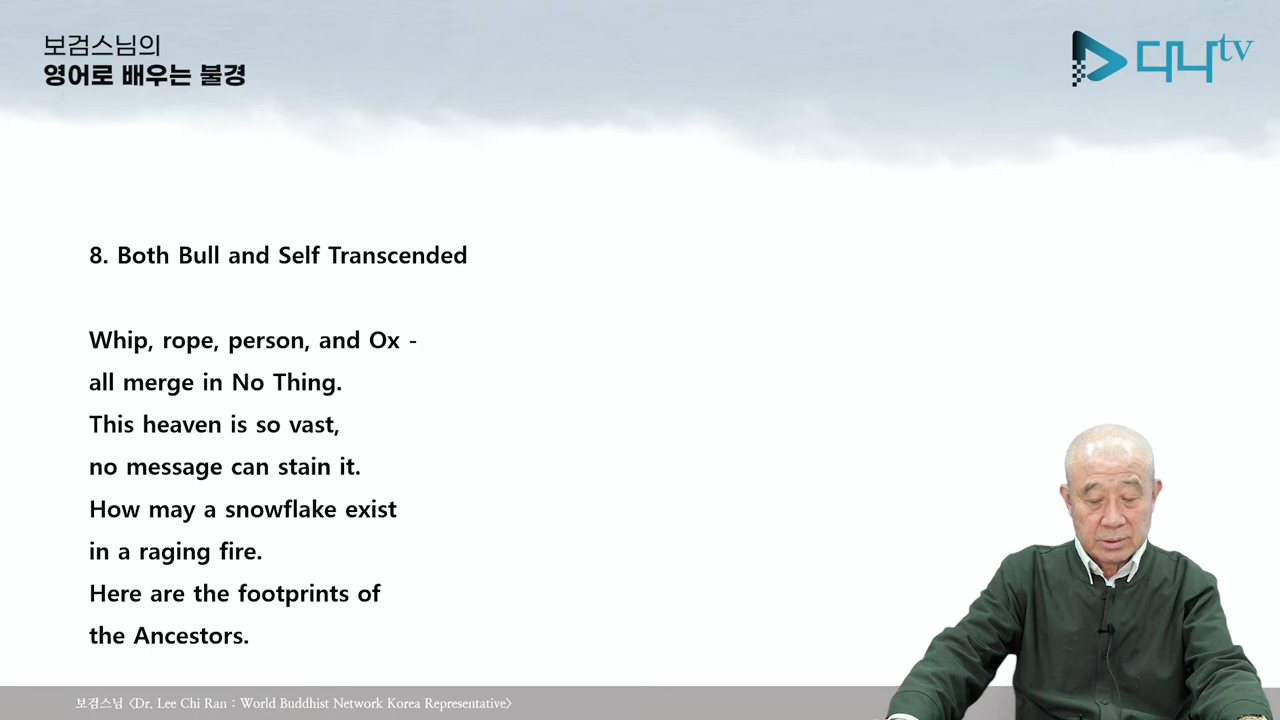 보검스님의
영어로 배우는 불경
다나tv
8. Both Bull and Self Transcended
Whip, rope, person, and Ox -
all merge in No Thing.
This heaven is so vast,
no message can stain it.
How may a snowflake exist
in a raging fire.
Here are the footprints of
the Ancestors.
보검스님 <Dr. Lee Chi Ran : World Buddhist Network Korea Representative>